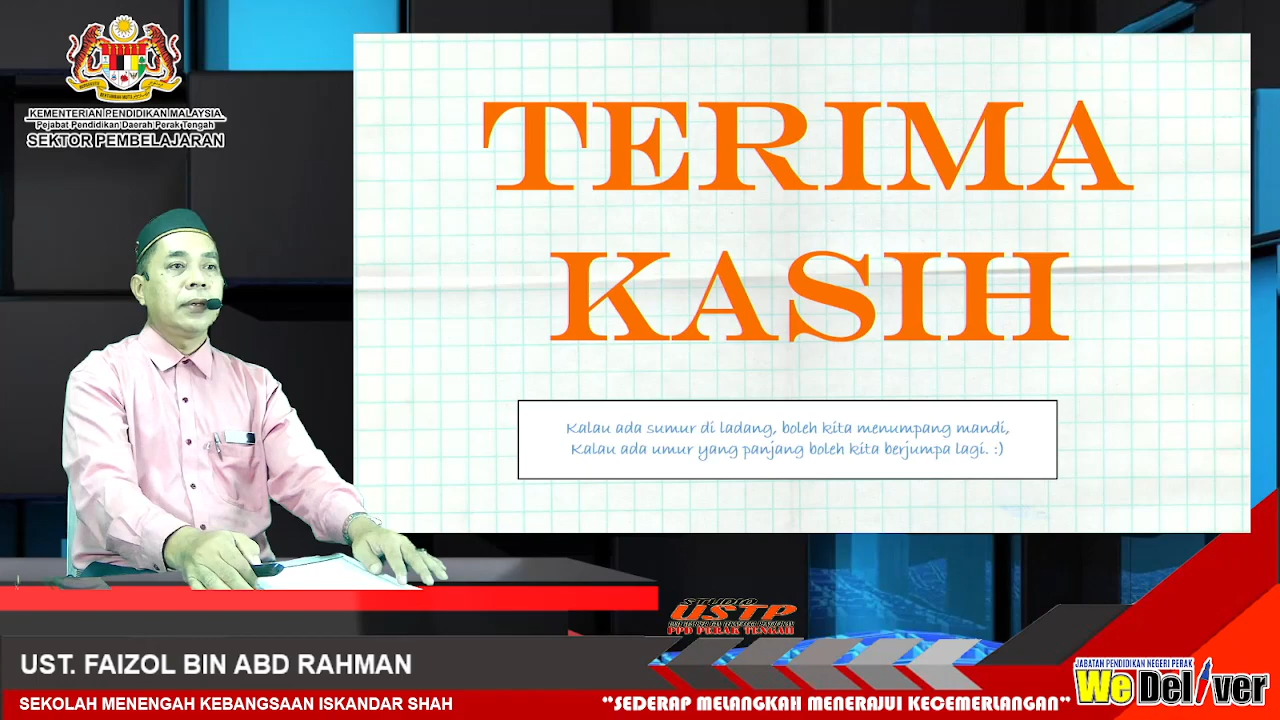 KEMENTERIAN PENDIDIKAN MALAYSIA
Pejabat Pendidikan Daerah Perak Tengah
SEKTOR PEMBELAJARAN
TERIMA
KASIH
Kalau ada sumur di ladang, boleh kita menumpang mandi,
Kalau ada umur yang panjang boleh kita berjumpa lagi. :)
STUDIO
USTP
PPD PERAK TENGAH
UST. FAIZOL BIN ABD RAHMAN
SEKOLAH MENENGAH KEBANGSAAN ISKANDAR SHAH
"SEDERAP MELANGKAH MENERAJUI KECEMERLANGAN"
JABATAN PENDIDIKAN NEGERI PERAK
We Deliver